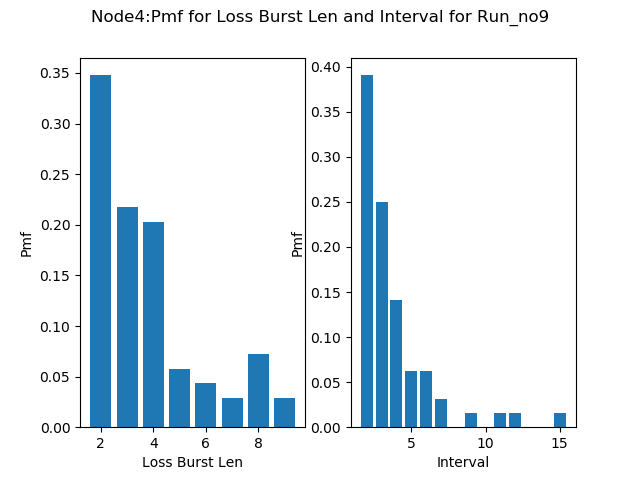 Node4:Pmf for Loss Burst Len and Interval for Run_no9
0.35
0.30
0.25
0.20
0.15
0.10
0.05
0.00
Pmf
2 4 6 8
Loss Burst Len
0.40
0.35
0.30
0.25
0.20
0.15
0.10
0.05
0.00
Pmf
5 10 15
Interval